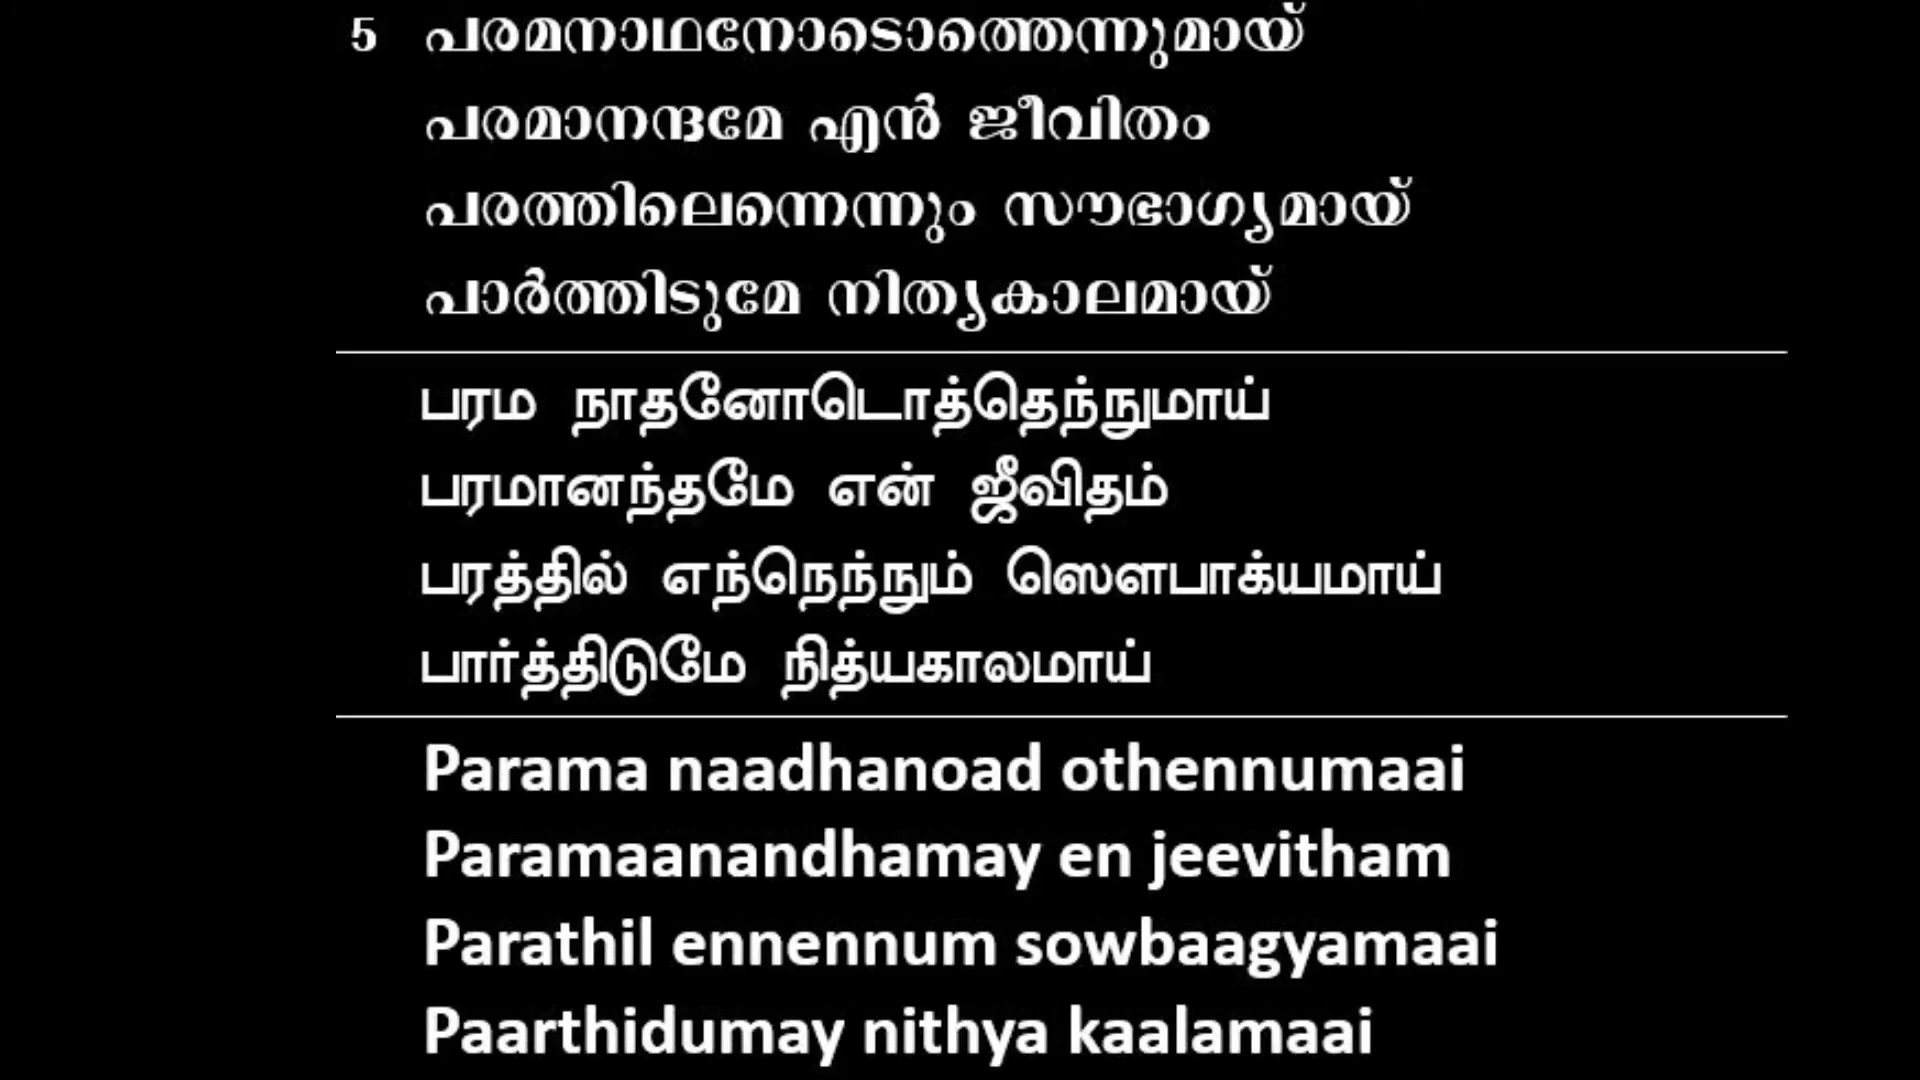 5 പരമനാഥനോടൊത്തെന്നുമായ്
പരമാനന്ദമേ എൻ ജീവിതം
പരത്തിലെന്നെന്നും സൗഭാഗ്യമായ്
പാർത്തിടുമേ നിത്യകാലമായ്
பரம நாதனோடொத்தெந்நுமாய்
பரமானந்தமே என் ஜீவிதம்
பரத்தில் எந்நெந்நும் ஸௌபாக்யமாய்
பார்த்திடுமே நித்யகாலமாய்
Parama naadhanoad othennumaai
Paramaanandhamay en jeevitham
Parathil ennennum sowbaagyamaai
Paarthidumay nithya kaalamaai